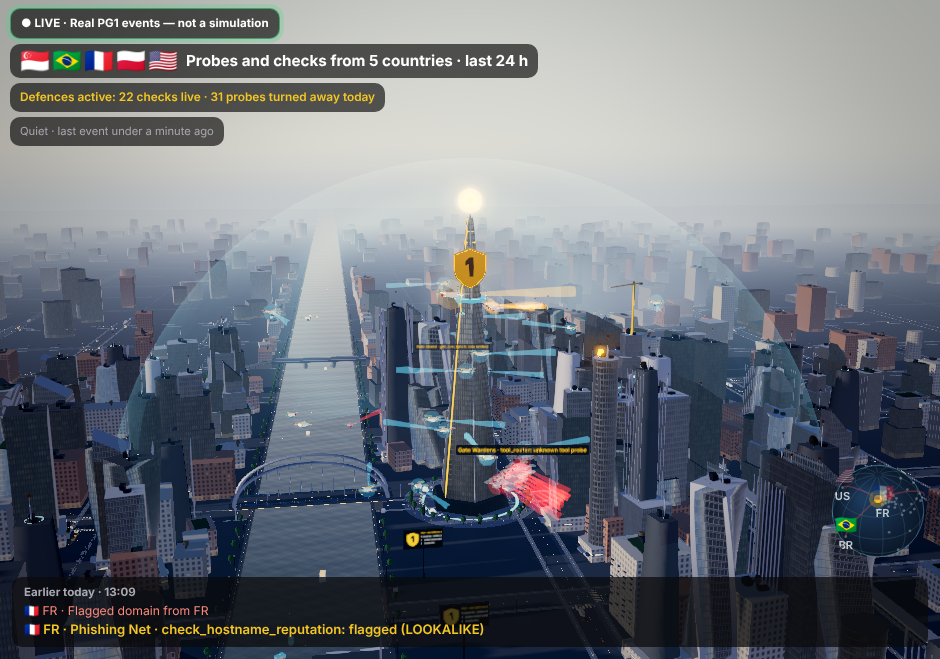 LIVE · Real PG1 events — not a simulation
Probes and checks from 5 countries · last 24 h
Defences active: 22 checks live · 31 probes turned away today
Quiet · last event under a minute ago
1
Gate Wardens · tool_router: unknown tool probe
US
FR
BR
1
1
Earlier today · 13:09
FR · Flagged domain from FR
FR · Phishing Net · check_hostname_reputation: flagged (LOOKALIKE)